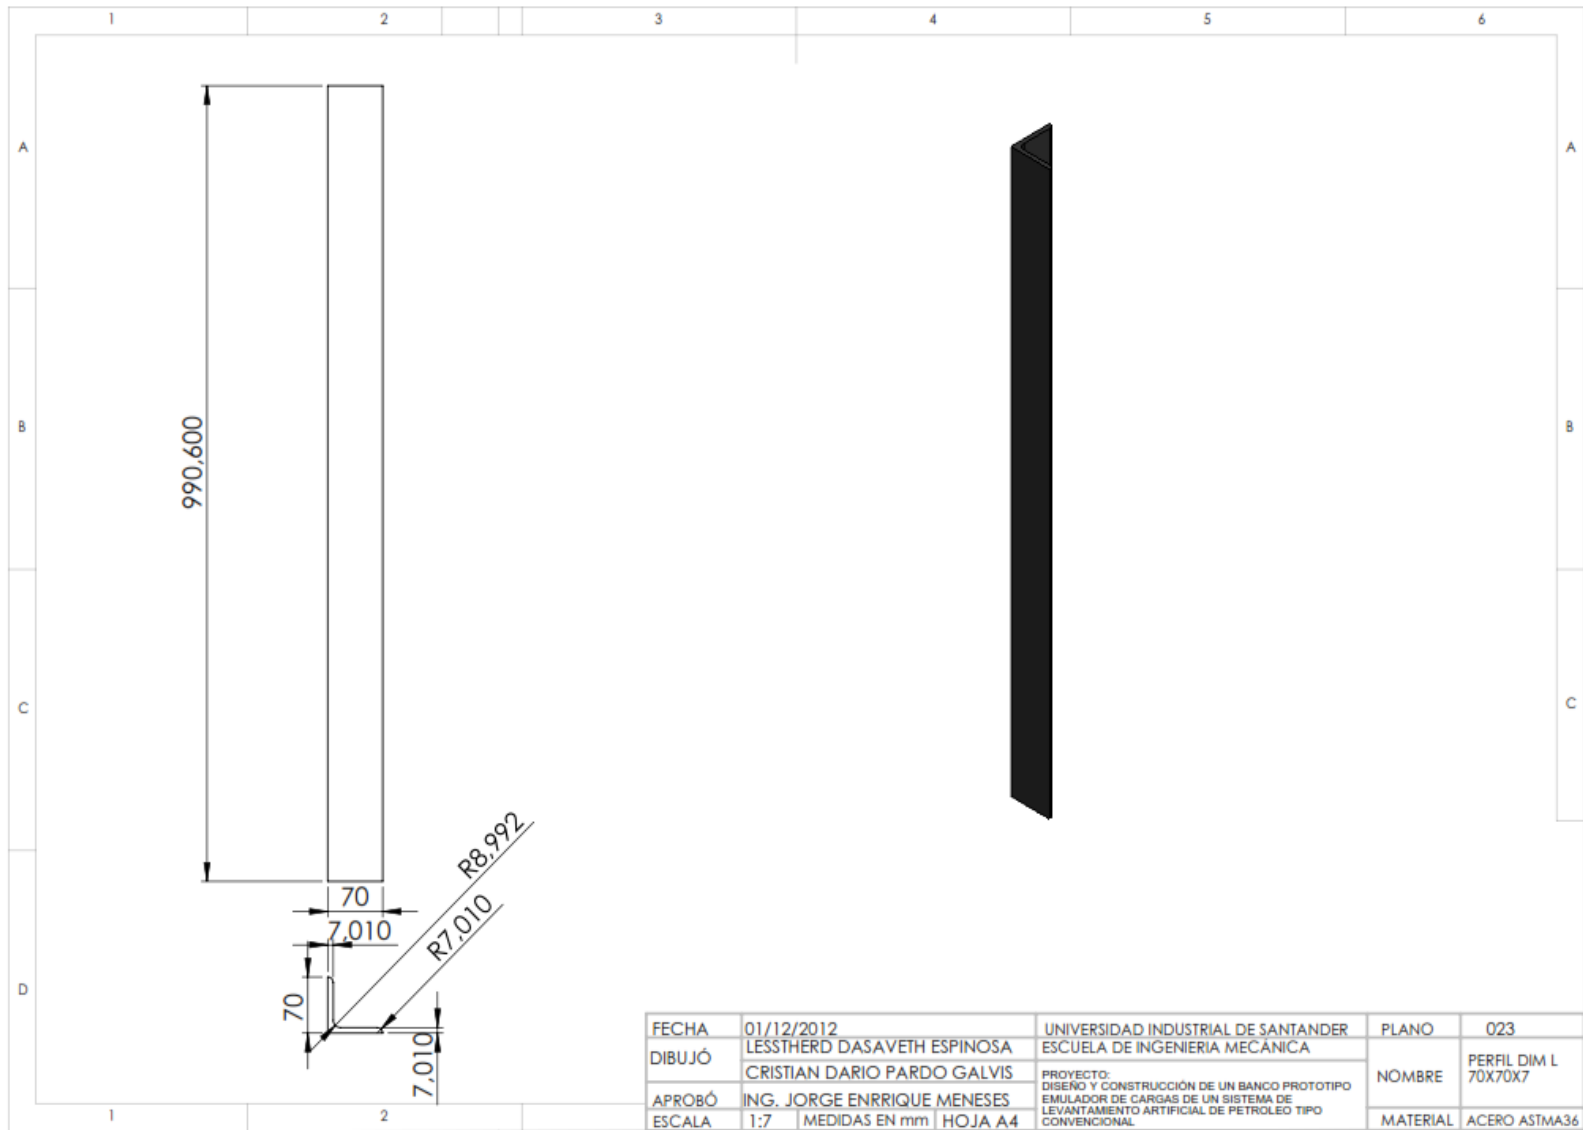 1 2 3 4 5 6
A A
B B
C C
D
990,600
70
7,010
70
R8,992
R7,010
7,010
1 2
FECHA 01/12/2012 UNIVERSIDAD INDUSTRIAL DE SANTANDER PLANO 023
DIBUJÓ LESSTHERD DASAVETH ESPINOSA ESCUELA DE INGENIERIA MECÁNICA
CRISTIAN DARIO PARDO GALVIS
PROYECTO:
DISEÑO Y CONSTRUCCIÓN DE UN BANCO PROTOTIPO
EMULADOR DE CARGAS DE UN SISTEMA DE
LEVANTAMIENTO ARTIFICIAL DE PETROLEO TIPO
CONVENCIONAL
NOMBRE PERFIL DIM L
70X70X7
APROBÓ ING. JORGE ENRRIQUE MENESES
ESCALA 1:7 MEDIDAS EN mm HOJA A4 MATERIAL ACERO ASTMA36